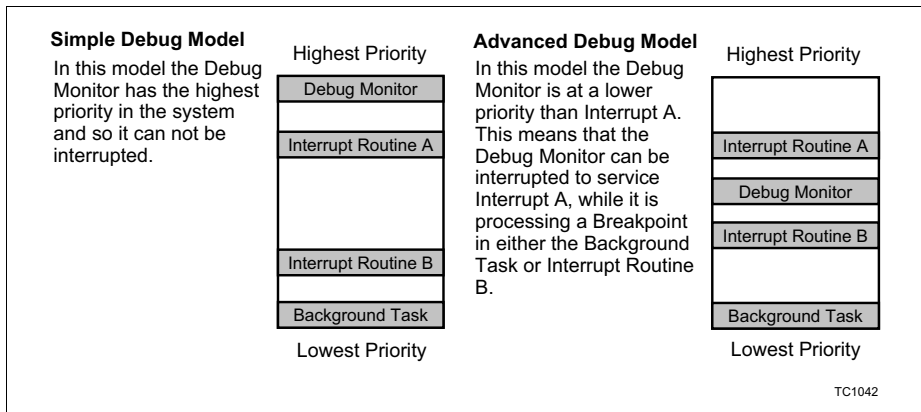 Simple Debug Model
In this model the Debug
Monitor has the highest
priority in the system
and so it can not be
interrupted.
Highest Priority
Debug Monitor
Interrupt Routine A
Interrupt Routine B
Background Task
Lowest Priority
Advanced Debug Model
In this model the Debug
Monitor is at a lower
priority than Interrupt A.
This means that the
Debug Monitor can be
interrupted to service
Interrupt A, while it is
processing a Breakpoint
in either the Background
Task or Interrupt Routine
B.
Highest Priority
Interrupt Routine A
Debug Monitor
Interrupt Routine B
Background Task
Lowest Priority
TC1042